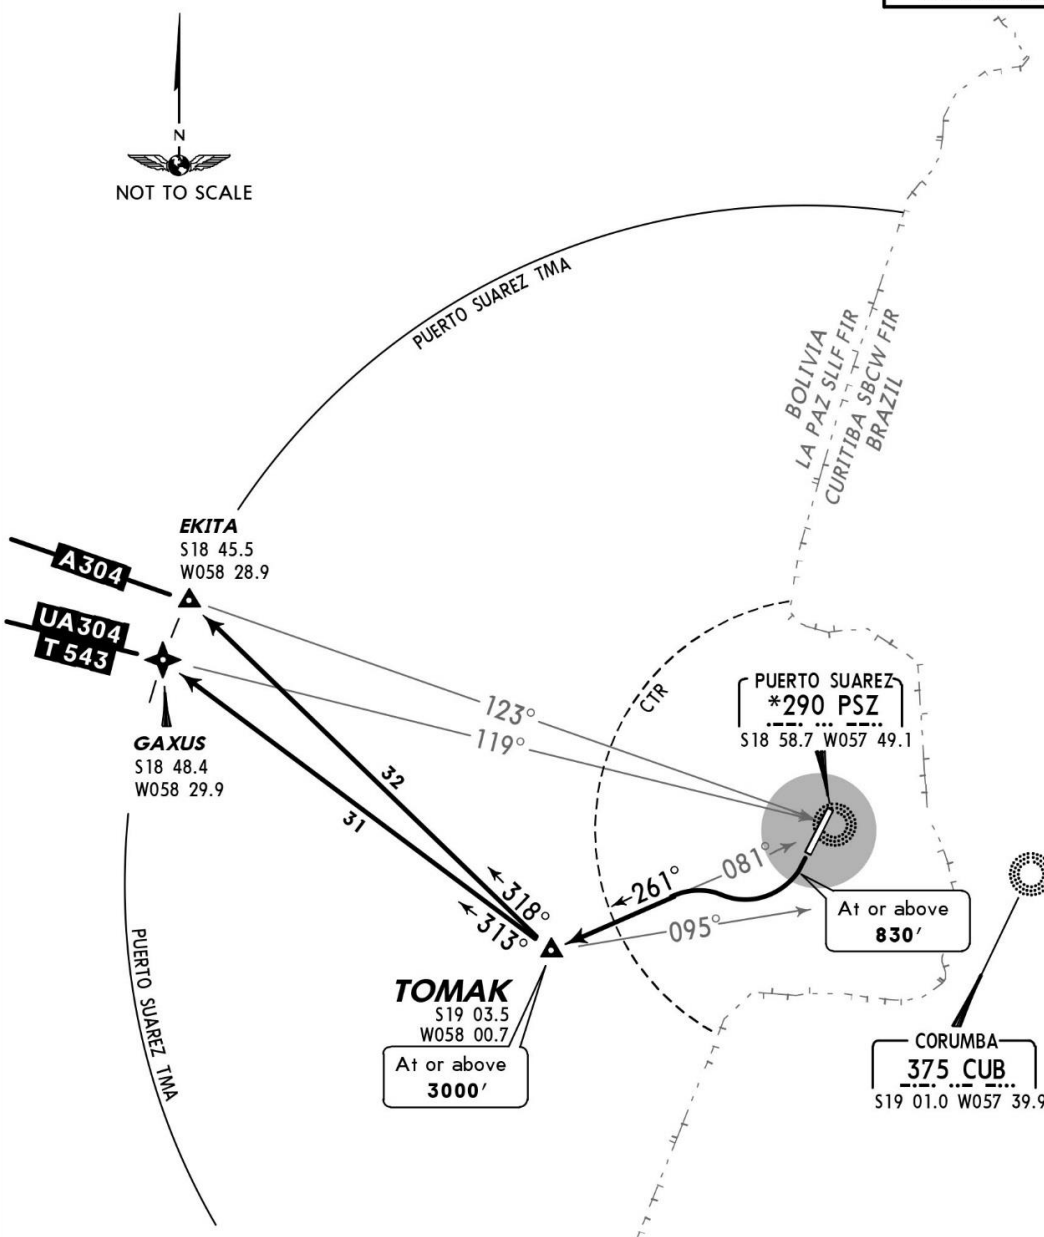 N
NOT TO SCALE
PUERTO SUAREZ TMA
BOLIVIA
LA PAZ SLLF FIR
CURITIBA SBCW FIR
BRAZIL
EKITA
S18 45.5
W058 28.9
A304
UA304
T543
GAXUS
S18 48.4
W058 29.9
123°
119°
CTR
PUERTO SUAREZ
*290 PSZ
S18 58.7 W057 49.1
32
31
318°
313°
261°
081°
095°
At or above
830′
TOMAK
S19 03.5
W058 00.7
At or above
3000′
PUERTO SUAREZ TMA
CORUMBA
375 CUB
S19 01.0 W057 39.9